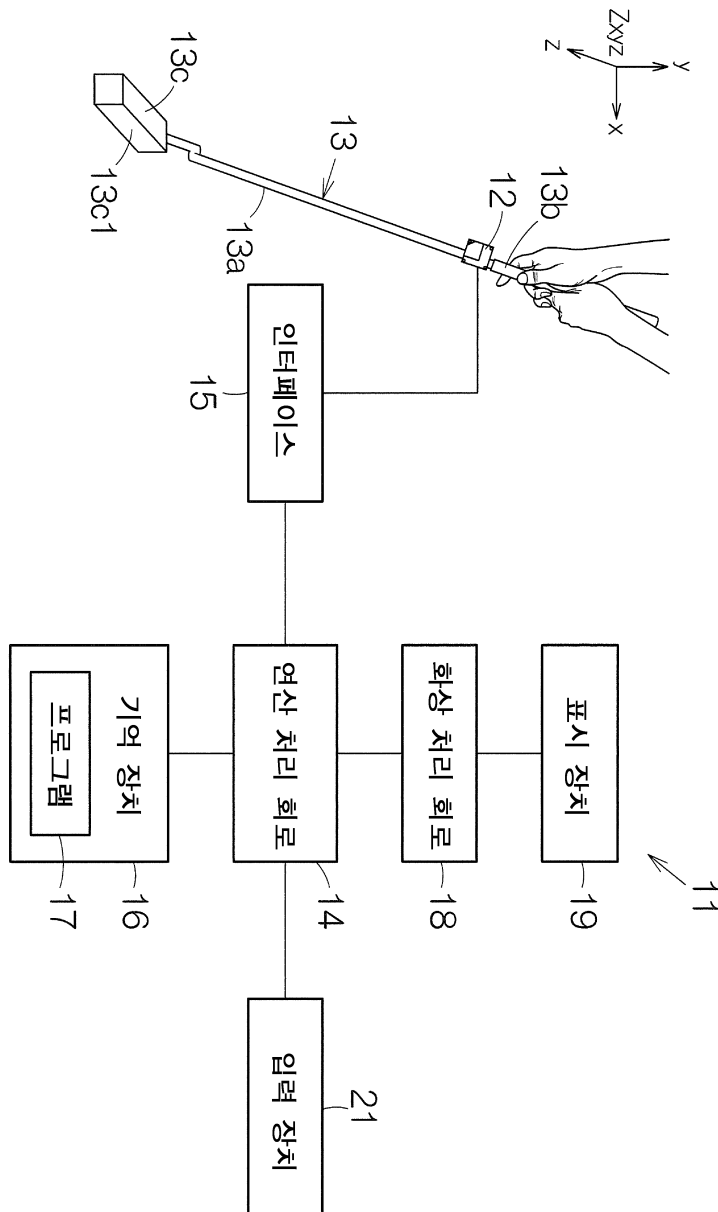 11
y
Zxyz
x
z
13b
12
표시 장치
19
화상 처리 회로
18
13
13a
인터페이스
15
연산 처리 회로
14
입력 장치
21
13c
13c1
기억 장치
16
프로그램
17